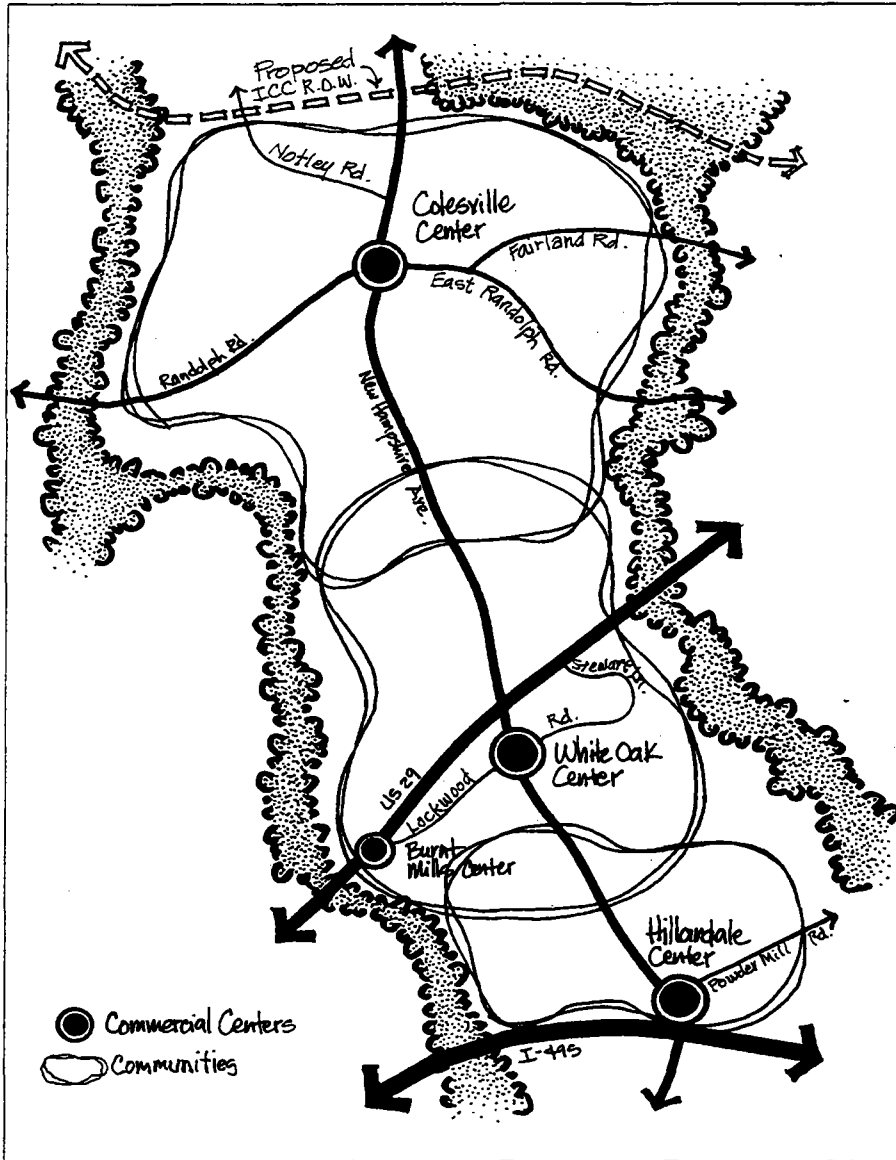 Proposed
ICC R.O.W.
Notley Rd.
Colesville
Center
Fairland Rd.
East Randolph Rd.
Randolph Rd.
New Hampshire Ave.
Stewart Ln.
US 29
Lockwood Rd.
White Oak
Center
Burnt
Mills Center
Hillandale
Center
Powder Mill Rd.
I-495
Commercial Centers
Communities